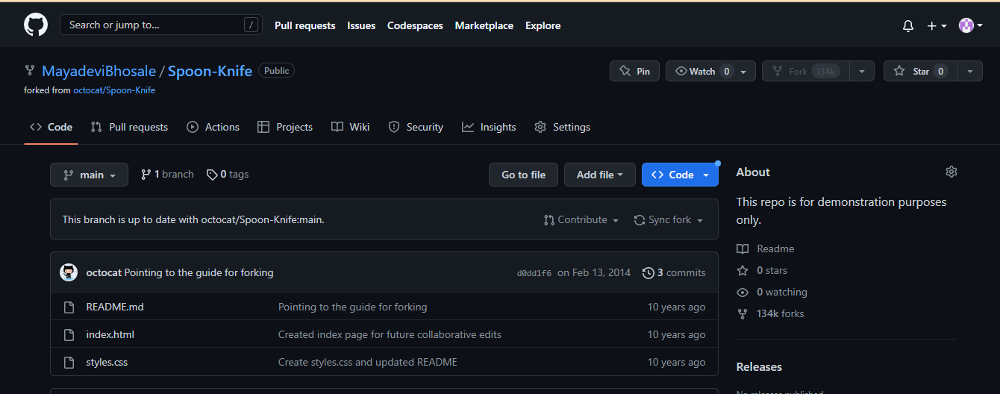 Search or jump to... / Pull requests Issues Codespaces Marketplace Explore
MayadeviBhosale / Spoon-Knife Public Pin Watch 0 Fork 134k Star 0
forked from octocat/Spoon-Knife
Code Pull requests Actions Projects Wiki Security Insights Settings
main 1 branch 0 tags Go to file Add file Code
This branch is up to date with octocat/Spoon-Knife:main. Contribute Sync fork
octocat Pointing to the guide for forking d0dd1f6 on Feb 13, 2014 3 commits
README.md Pointing to the guide for forking 10 years ago
index.html Created index page for future collaborative edits 10 years ago
styles.css Create styles.css and updated README 10 years ago
About
This repo is for demonstration purposes
only.
Readme
0 stars
0 watching
134k forks
Releases
No releases published